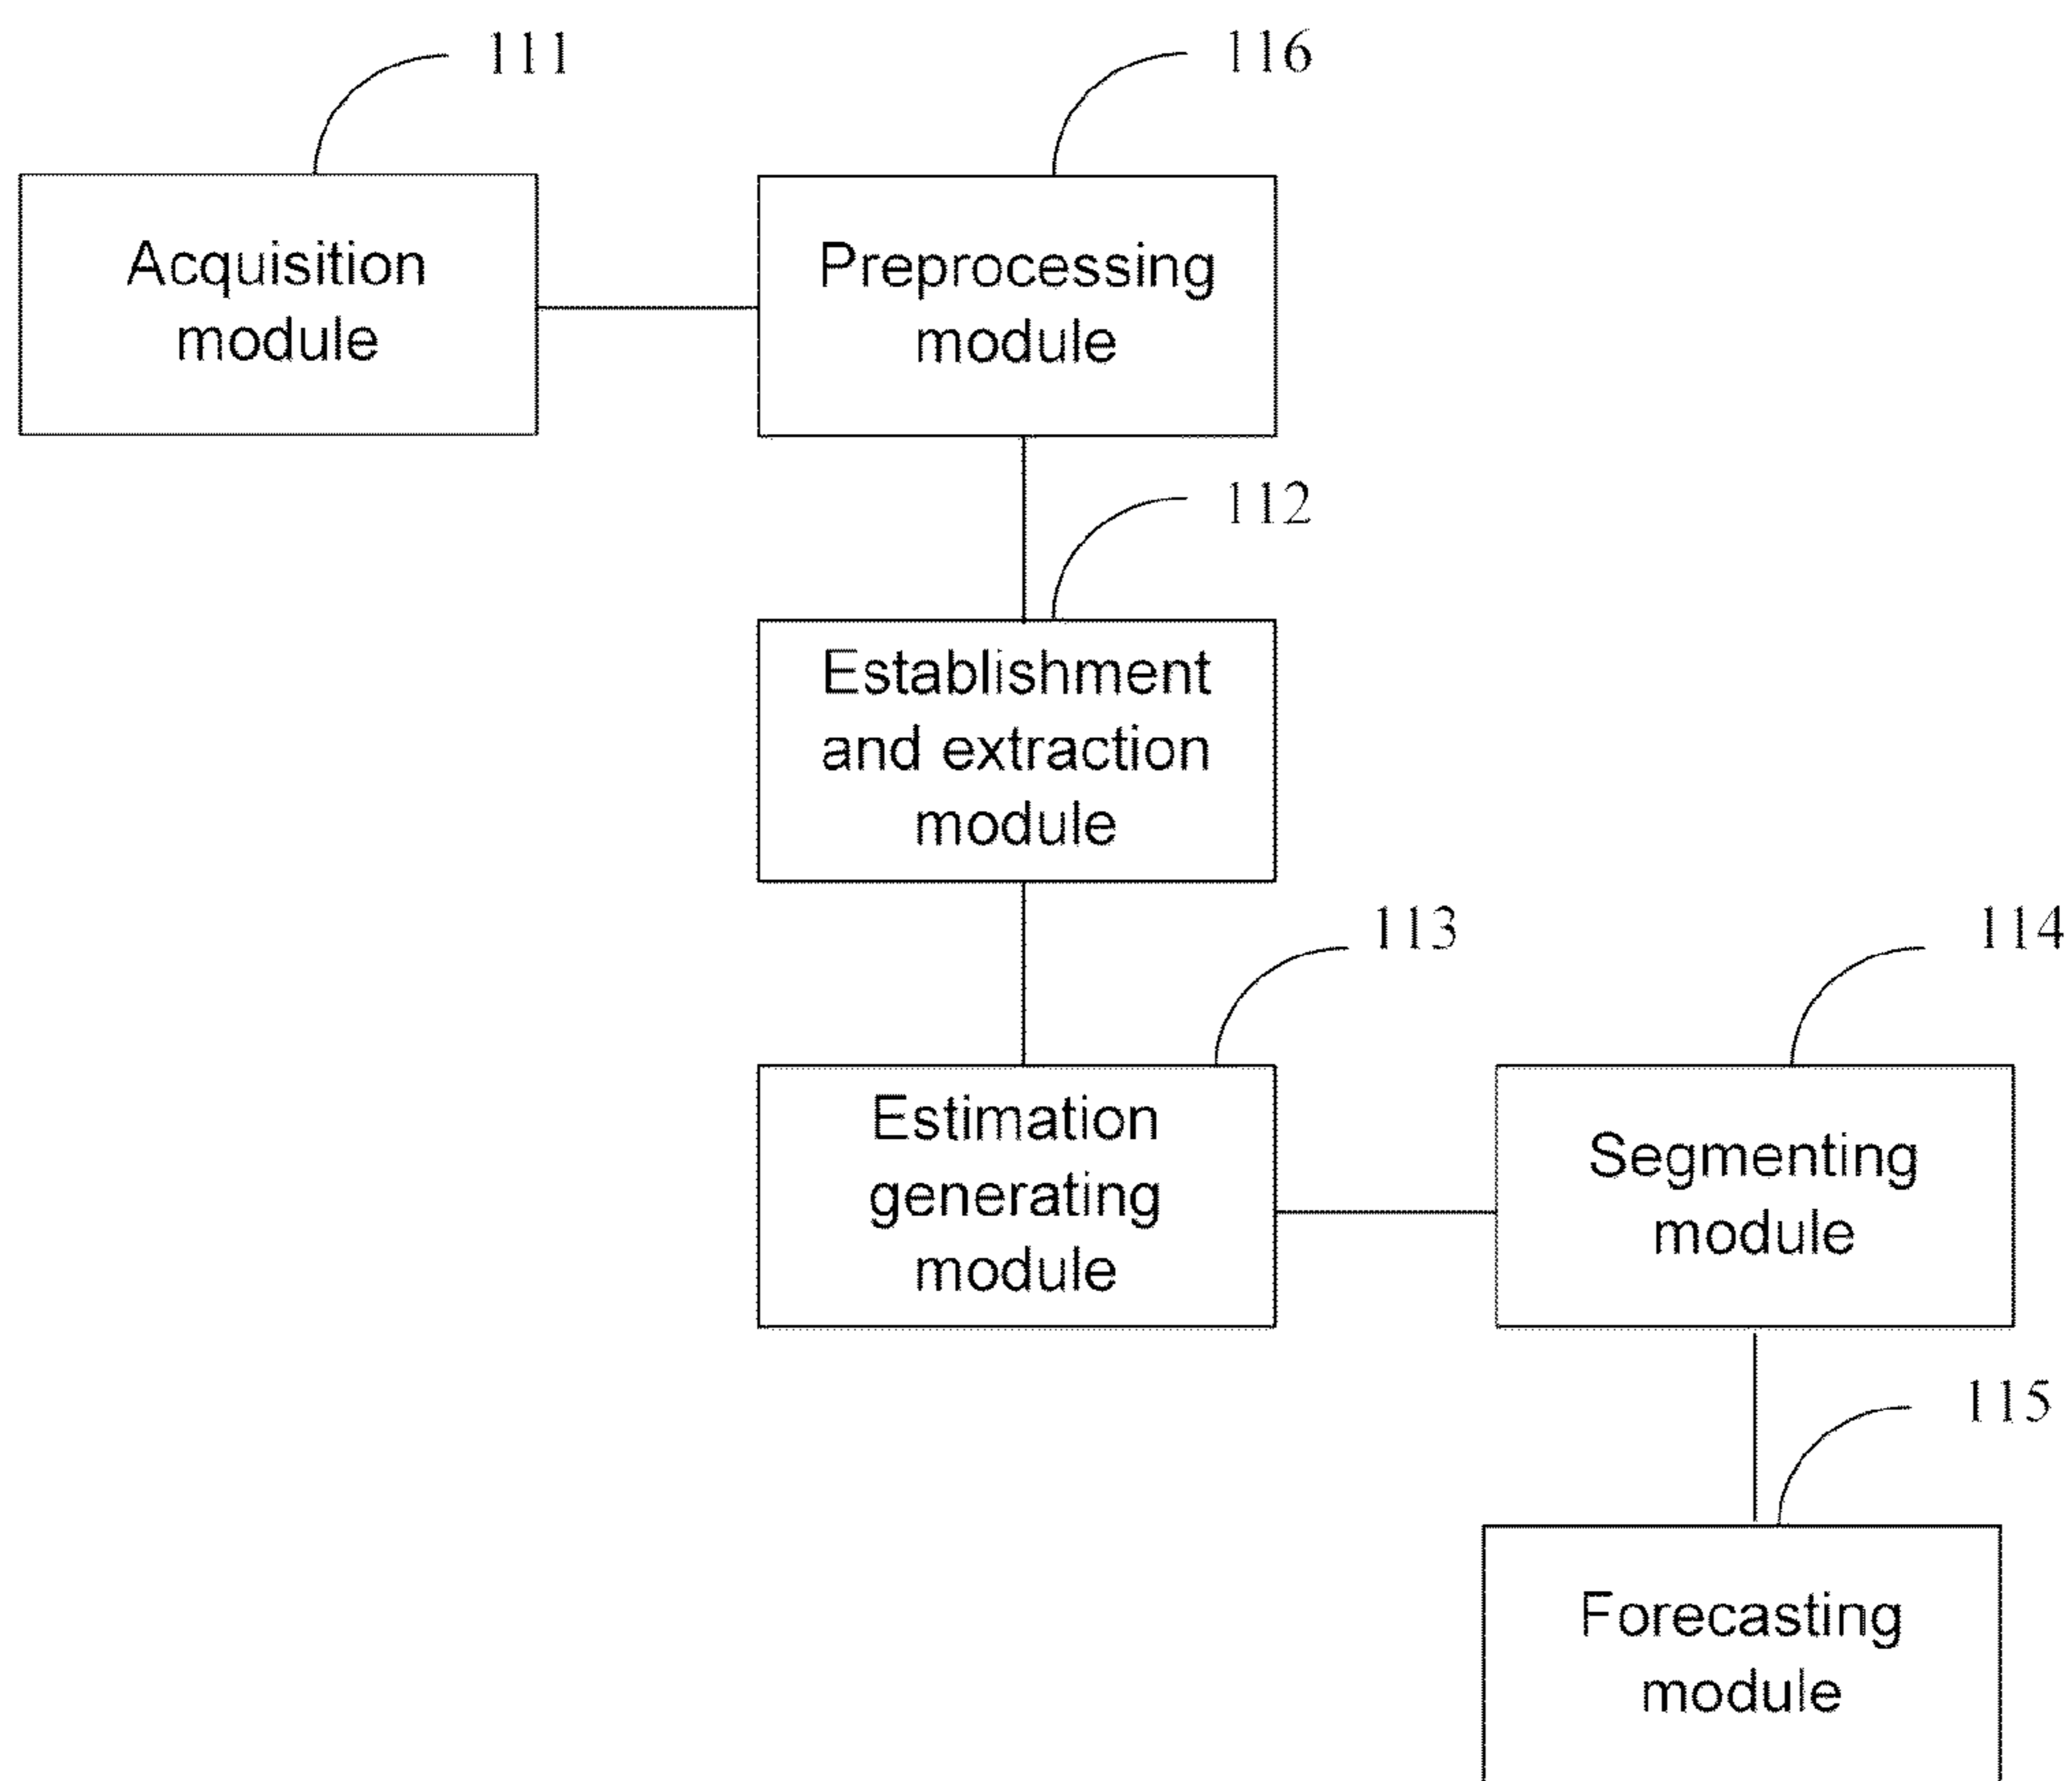 111
116
Acquisition
module
Preprocessing
module
112
Establishment
and extraction
module
113
114
Estimation
generating
module
Segmenting
module
115
Forecasting
module